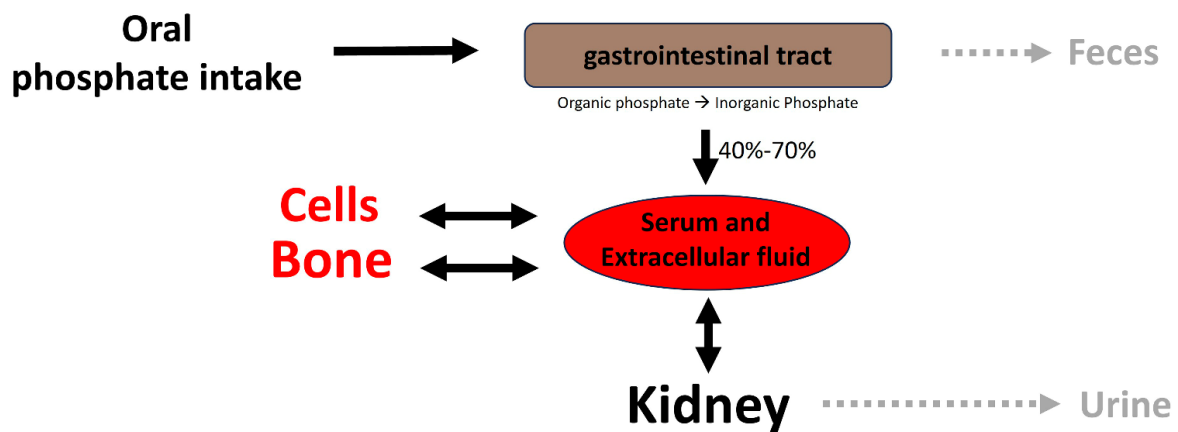 Oral
phosphate intake
gastrointestinal tract
Feces
Organic phosphate → Inorganic Phosphate
40%-70%
Cells
Bone
Serum and
Extracellular fluid
Kidney
Urine